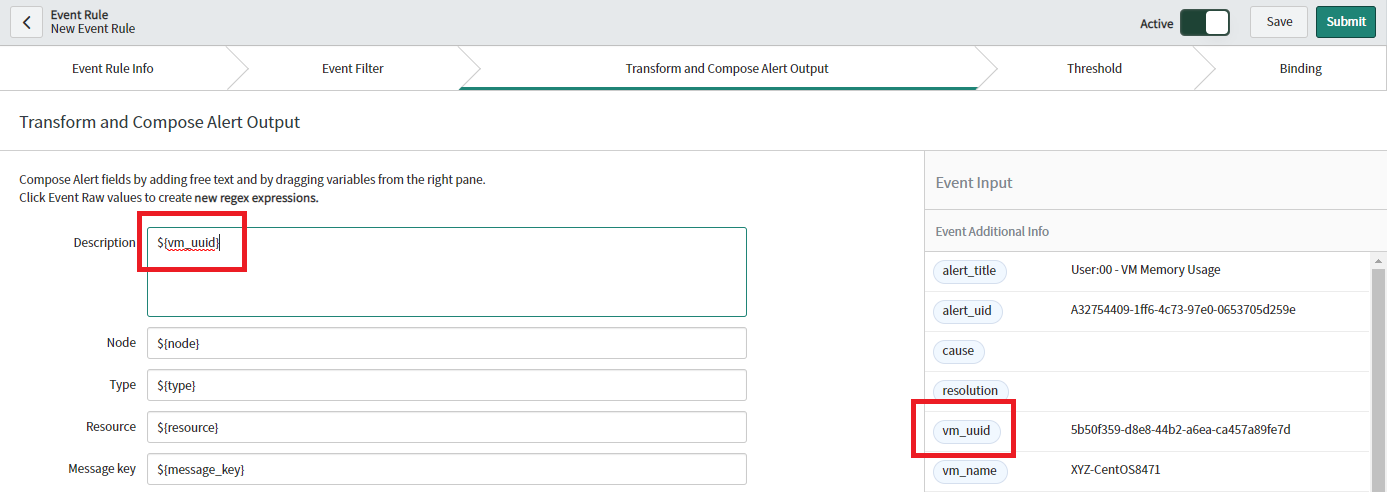 Event Rule
New Event Rule
Active
Save
Submit
Event Rule Info
Event Filter
Transform and Compose Alert Output
Threshold
Binding
Transform and Compose Alert Output
Compose Alert fields by adding free text and by dragging variables from the right pane.
Click Event Raw values to create new regex expressions.
Description ${vm_uuid}
Node ${node}
Type ${type}
Resource ${resource}
Message key ${message_key}
Event Input
Event Additional Info
alert_title User:00 - VM Memory Usage
alert_uid A32754409-1ff6-4c73-97e0-0653705d259e
cause
resolution
vm_uuid 5b50f359-d8e8-44b2-a6ea-ca457a89fe7d
vm_name XYZ-CentOS8471